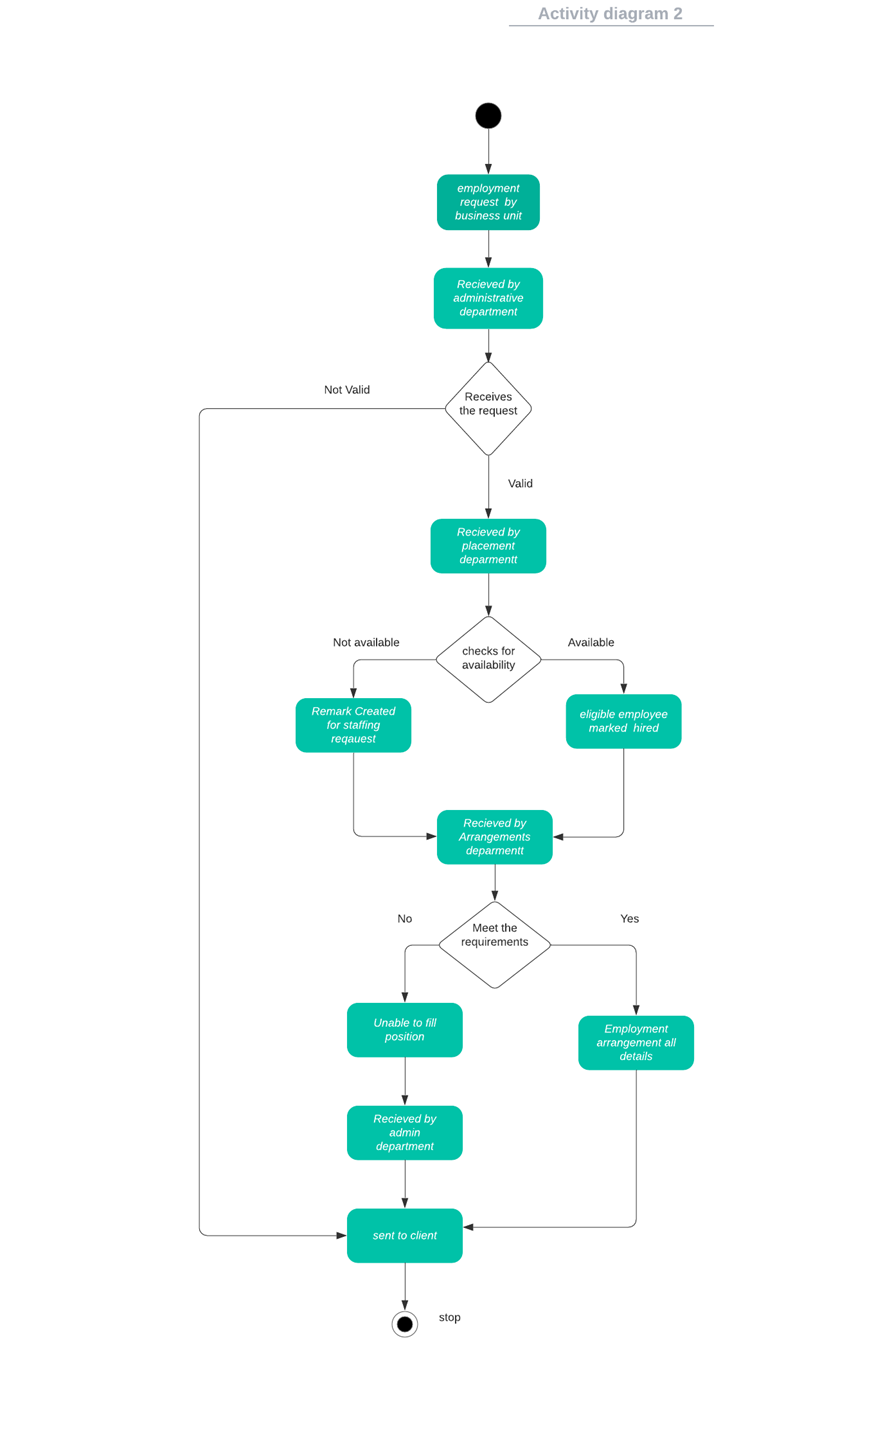 Activity diagram 2
employment
request by
business unit
Recieved by
administrative
department
Receives
the request
Not Valid
Valid
Recieved by
placement
deparmentt
checks for
availability
Not available
Available
Remark Created
for staffing
reqauest
eligible employee
marked hired
Recieved by
Arrangements
deparmentt
Meet the
requirements
No
Yes
Unable to fill
position
Employment
arrangement all
details
Recieved by
admin
department
sent to client
stop